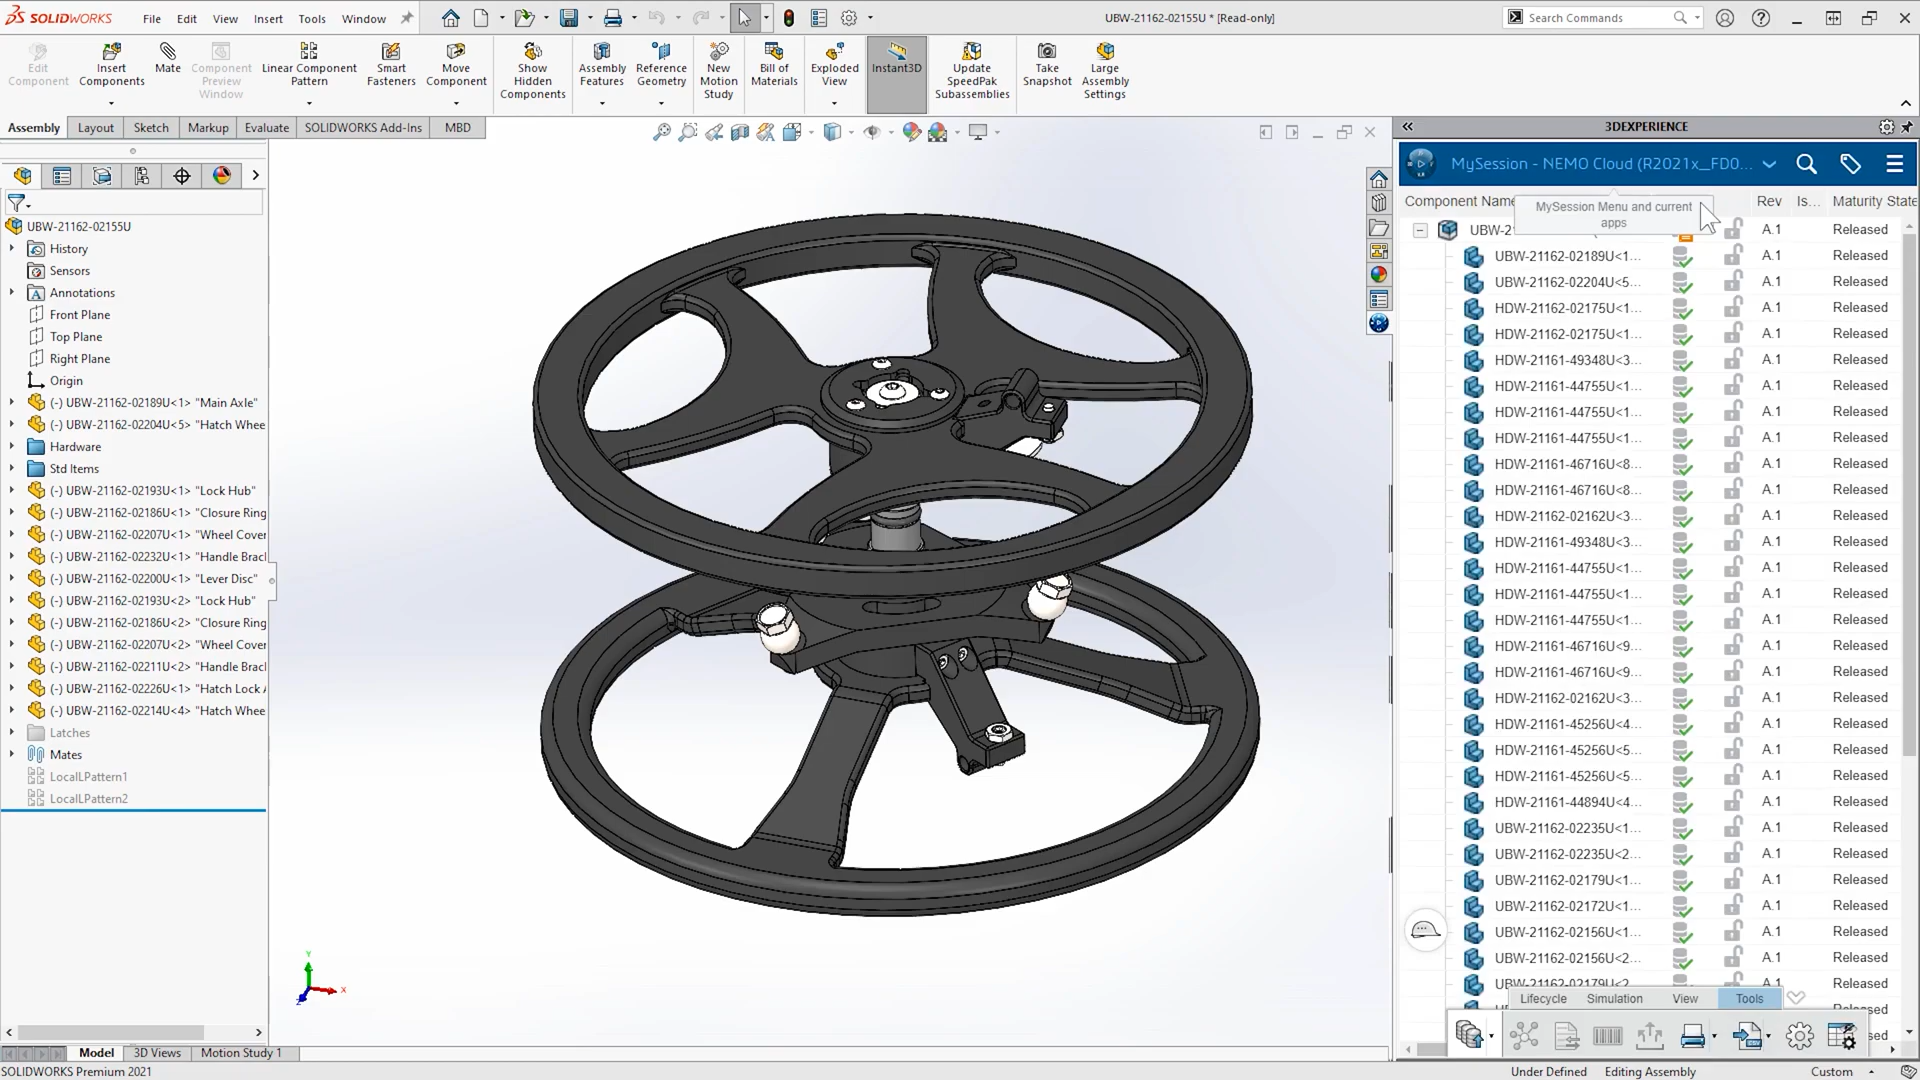 SOLIDWORKS File Edit View Insert Tools Window
UBW-21162-02155U * [Read-only]
Search Commands
Edit Component
Insert Components
Mate
Component Preview Window
Linear Component Pattern
Smart Fasteners
Move Component
Show Hidden Components
Assembly Features
Reference Geometry
New Motion Study
Bill of Materials
Exploded View
Instant3D
Update SpeedPak Subassemblies
Take Snapshot
Large Assembly Settings
Assembly Layout Sketch Markup Evaluate SOLIDWORKS Add-Ins MBD
UBW-21162-02155U
History
Sensors
Annotations
Front Plane
Top Plane
Right Plane
Origin
(-) UBW-21162-02189U<1> "Main Axle"
(-) UBW-21162-02204U<5> "Hatch Whee
Hardware
Std Items
(-) UBW-21162-02193U<1> "Lock Hub"
(-) UBW-21162-02186U<1> "Closure Ring
(-) UBW-21162-02207U<1> "Wheel Cover
(-) UBW-21162-02232U<1> "Handle Bracl
(-) UBW-21162-02200U<1> "Lever Disc"
(-) UBW-21162-02193U<2> "Lock Hub"
(-) UBW-21162-02186U<2> "Closure Ring
(-) UBW-21162-02207U<2> "Wheel Cover
(-) UBW-21162-02211U<2> "Handle Bracl
(-) UBW-21162-02226U<1> "Hatch Lock A
(-) UBW-21162-02214U<4> "Hatch Whee
Latches
Mates
LocalLPattern1
LocalLPattern2
Y
X
Z
3DEXPERIENCE
MySession - NEMO Cloud (R2021x_FD0...
Component Name Rev Is... Maturity State
MySession Menu and current
apps
UBW-2 A.1 Released
UBW-21162-02189U<1... A.1 Released
UBW-21162-02204U<5... A.1 Released
HDW-21162-02175U<1... A.1 Released
HDW-21162-02175U<1... A.1 Released
HDW-21161-49348U<3... A.1 Released
HDW-21161-44755U<1... A.1 Released
HDW-21161-44755U<1... A.1 Released
HDW-21161-44755U<1... A.1 Released
HDW-21161-46716U<8... A.1 Released
HDW-21161-46716U<8... A.1 Released
HDW-21162-02162U<3... A.1 Released
HDW-21161-49348U<3... A.1 Released
HDW-21161-44755U<1... A.1 Released
HDW-21161-44755U<1... A.1 Released
HDW-21161-44755U<1... A.1 Released
HDW-21161-46716U<9... A.1 Released
HDW-21161-46716U<9... A.1 Released
HDW-21162-02162U<3... A.1 Released
HDW-21161-45256U<4... A.1 Released
HDW-21161-45256U<5... A.1 Released
HDW-21161-45256U<5... A.1 Released
HDW-21161-44894U<4... A.1 Released
UBW-21162-02235U<1... A.1 Released
UBW-21162-02235U<2... A.1 Released
UBW-21162-02179U<1... A.1 Released
UBW-21162-02172U<1... A.1 Released
UBW-21162-02156U<1... A.1 Released
UBW-21162-02156U<2... A.1 Released
UBW-21162-02179U<2 A.1 Released
Lifecycle Simulation View Tools
Released
Model 3D Views Motion Study 1
SOLIDWORKS Premium 2021
Under Defined Editing Assembly Custom